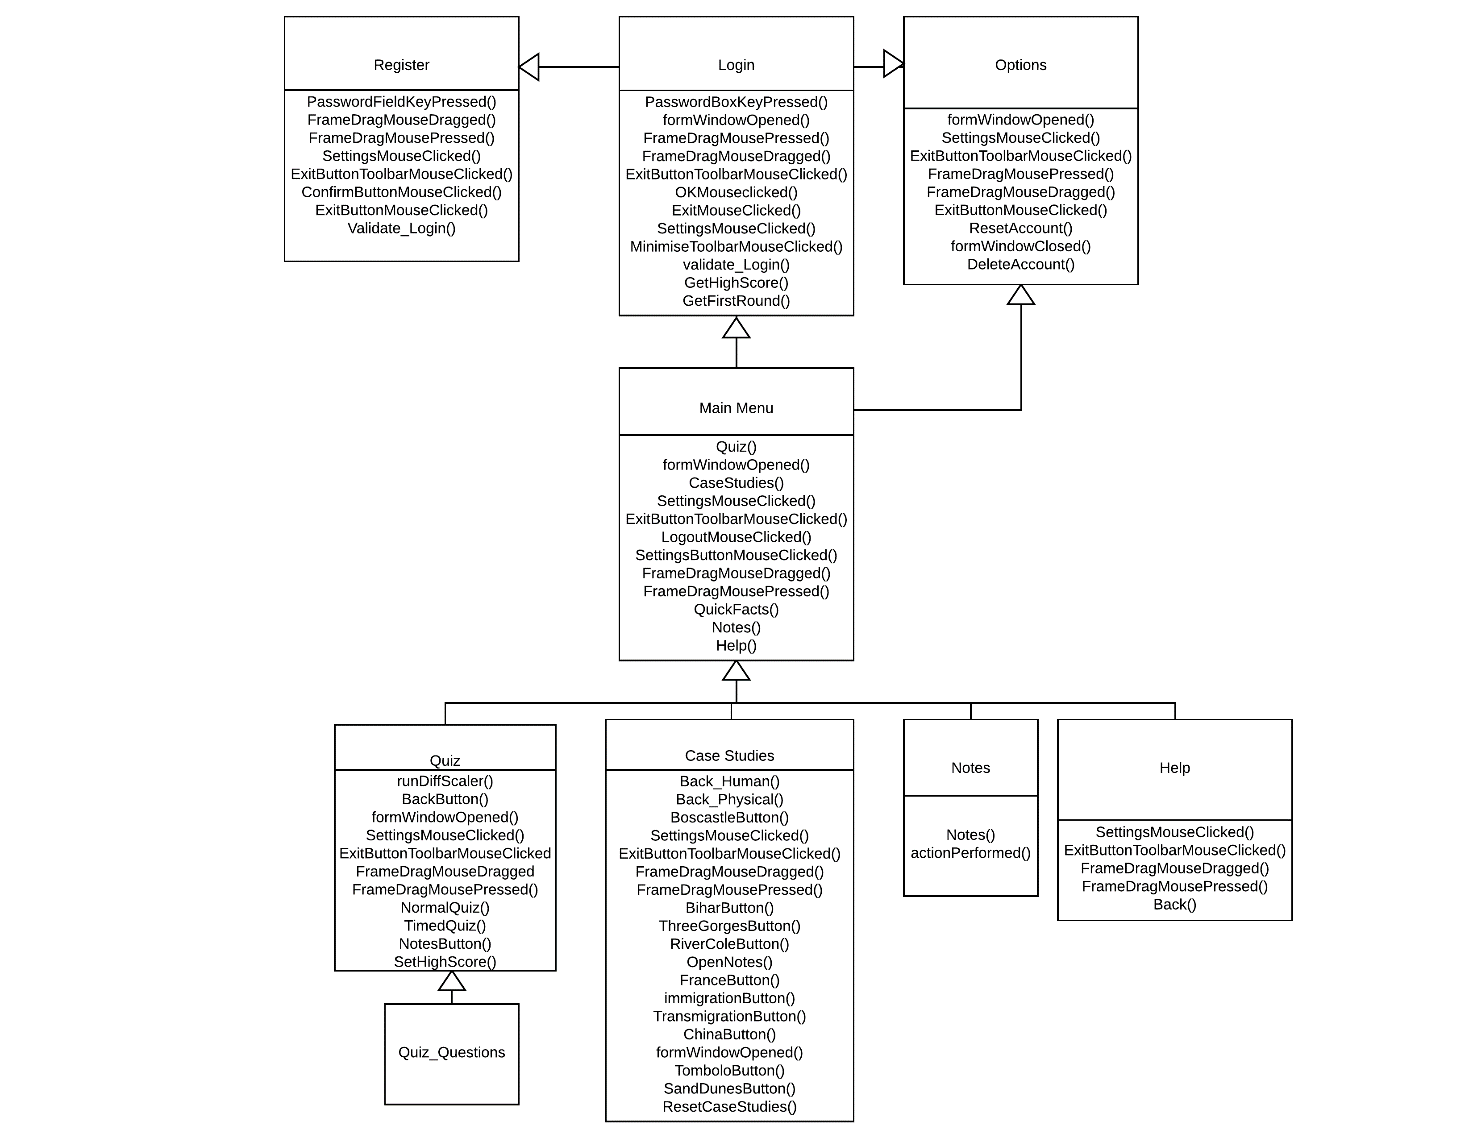 Register
PasswordFieldKeyPressed()
FrameDragMouseDragged()
FrameDragMousePressed()
SettingsMouseClicked()
ExitButtonToolbarMouseClicked()
ConfirmButtonMouseClicked()
ExitButtonMouseClicked()
Validate_Login()
Login
PasswordBoxKeyPressed()
formWindowOpened()
FrameDragMousePressed()
FrameDragMouseDragged()
ExitButtonToolbarMouseClicked()
OKMouseclicked()
ExitMouseClicked()
SettingsMouseClicked()
MinimiseToolbarMouseClicked()
validate_Login()
GetHighScore()
GetFirstRound()
Options
formWindowOpened()
SettingsMouseClicked()
ExitButtonToolbarMouseClicked()
FrameDragMousePressed()
FrameDragMouseDragged()
ExitButtonMouseClicked()
ResetAccount()
formWindowClosed()
DeleteAccount()
Main Menu
Quiz()
formWindowOpened()
CaseStudies()
SettingsMouseClicked()
ExitButtonToolbarMouseClicked()
LogoutMouseClicked()
SettingsButtonMouseClicked()
FrameDragMouseDragged()
FrameDragMousePressed()
QuickFacts()
Notes()
Help()
Quiz
runDiffScaler()
BackButton()
formWindowOpened()
SettingsMouseClicked()
ExitButtonToolbarMouseClicked
FrameDragMouseDragged
FrameDragMousePressed()
NormalQuiz()
TimedQuiz()
NotesButton()
SetHighScore()
Quiz_Questions
Case Studies
Back_Human()
Back_Physical()
BoscastleButton()
SettingsMouseClicked()
ExitButtonToolbarMouseClicked()
FrameDragMouseDragged()
FrameDragMousePressed()
BiharButton()
ThreeGorgesButton()
RiverColeButton()
OpenNotes()
FranceButton()
immigrationButton()
TransmigrationButton()
ChinaButton()
formWindowOpened()
TomboloButton()
SandDunesButton()
ResetCaseStudies()
Notes
Notes()
actionPerformed()
Help
SettingsMouseClicked()
ExitButtonToolbarMouseClicked()
FrameDragMouseDragged()
FrameDragMousePressed()
Back()